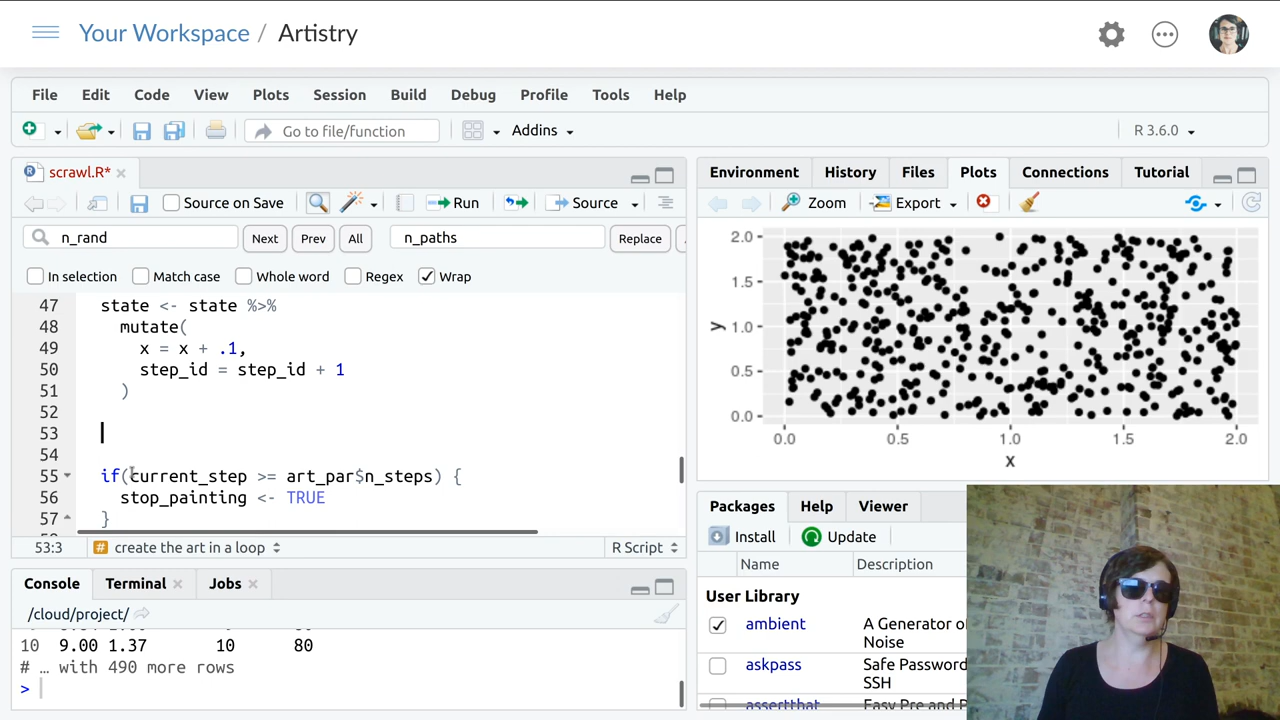 Your Workspace / Artistry
File Edit Code View Plots Session Build Debug Profile Tools Help
Go to file/function Addins R 3.6.0
scrawl.R*
Source on Save Run Source
n_rand Next Prev All n_paths Replace
In selection Match case Whole word Regex Wrap
47 state <- state %>%
48 mutate(
49 x = x + .1,
50 step_id = step_id + 1
51 )
52
53
54
55 if(current_step >= art_par$n_steps) {
56 stop_painting <- TRUE
57 }
53:3 # create the art in a loop R Script
Console Terminal Jobs
/cloud/project/
10 9.00 1.37 10 80
# … with 490 more rows
>
Environment History Files Plots Connections Tutorial
Zoom Export
2.0
1.5
1.0
0.5
0.0
y
0.0 0.5 1.0 1.5 2.0
x
Packages Help Viewer
Install Update
Name Description
User Library
ambient A Generator o
Noise
askpass Safe Password
SSH